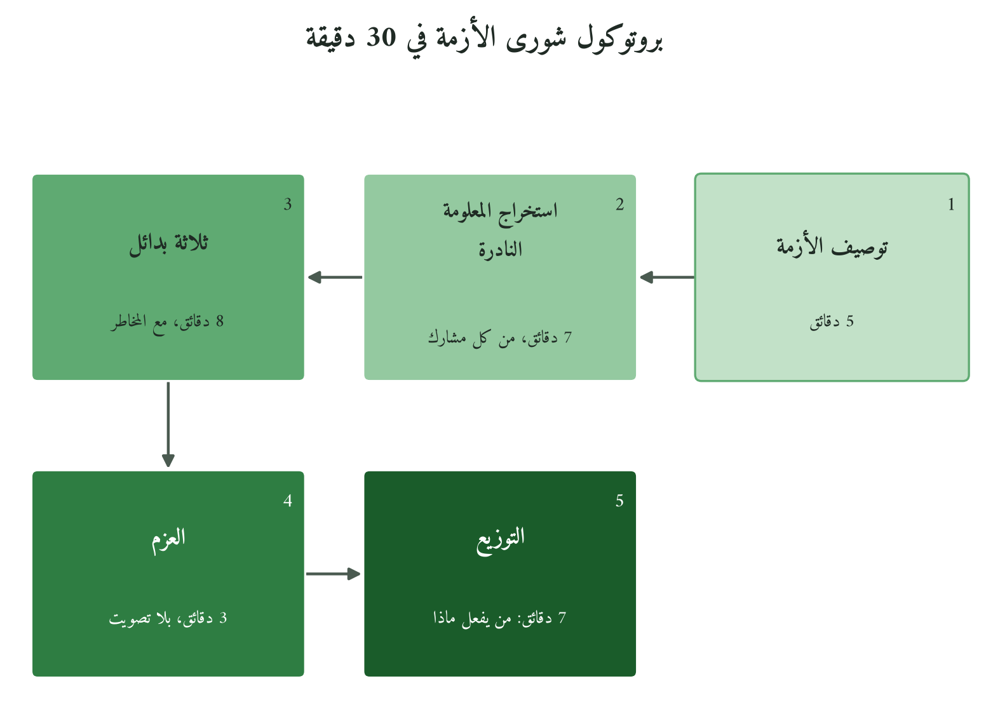 بروتوكول شورى الأزمة في 30 دقيقة
1
توصيف الأزمة
5 دقائق
2
استخراج المعلومة
النادرة
7 دقائق، من كل مشارك
3
ثلاثة بدائل
8 دقائق، مع المخاطر
4
العزم
3 دقائق، بلا تصويت
5
التوزيع
7 دقائق: من يفعل ماذا